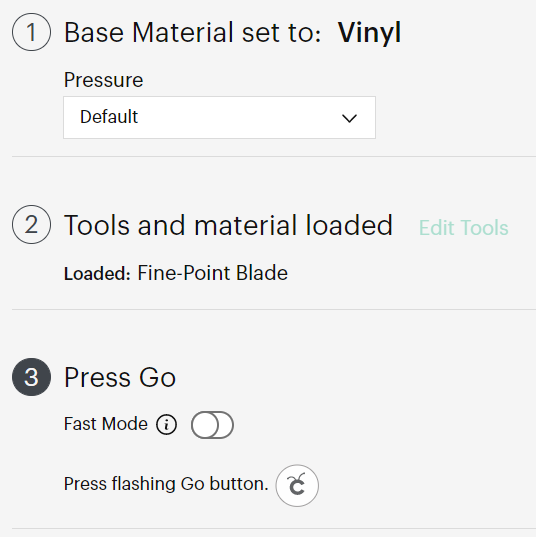 1 Base Material set to: Vinyl
Pressure
Default
2 Tools and material loaded Edit Tools
Loaded: Fine-Point Blade
3 Press Go
Fast Mode i
Press flashing Go button. C